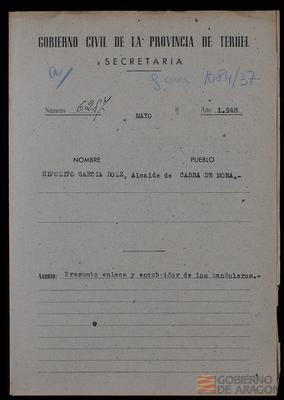 GOBIERNO CIVIL DE LA PROVINCIA DE TERUEL
SECRETARIA
a/
1084/37
Número 6287 MAYO Año 1.948
NOMBRE PUEBLO
HIPOLITO GARCIA DOLZ, Alcalde de CABRA DE MORA.-
Asunto: Presunto enlace y encubridor de los bandoleros.-
GOBIERNO
DE ARAGON